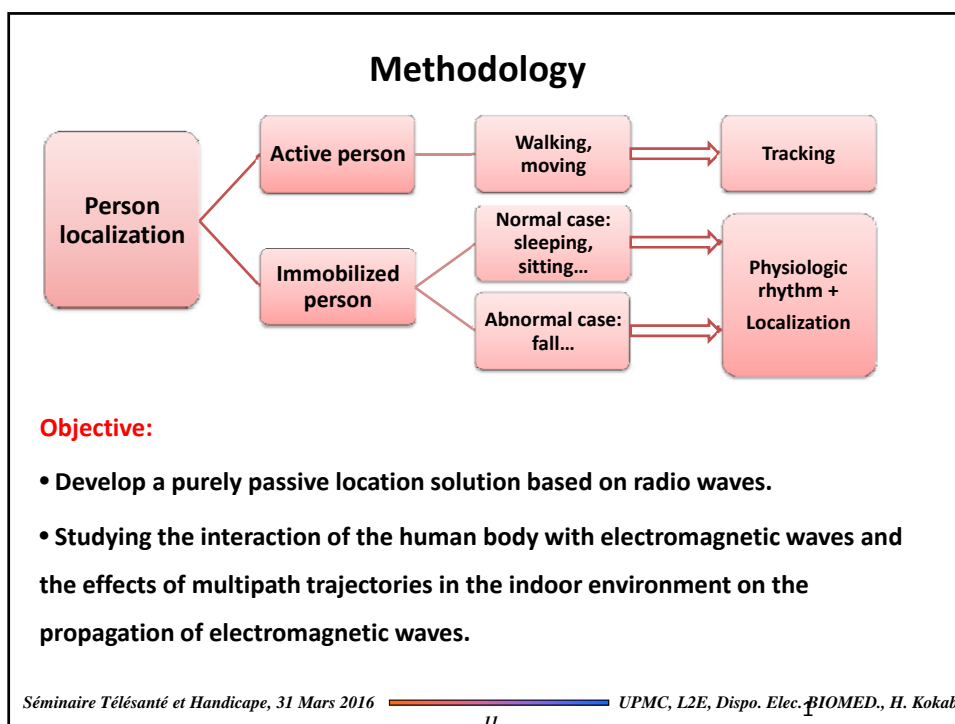 Methodology
Active person
Walking,
moving
Tracking
Person
localization
Immobilized
person
Normal case:
sleeping,
sitting…
Abnormal case:
fall…
Physiologic
rhythm +
Localization
Objective:
• Develop a purely passive location solution based on radio waves.
• Studying the interaction of the human body with electromagnetic waves and
the effects of multipath trajectories in the indoor environment on the
propagation of electromagnetic waves.
Séminaire Télésanté et Handicape, 31 Mars 2016
UPMC, L2E, Dispo. Elec. BIOMED., H. Kokab
11
1